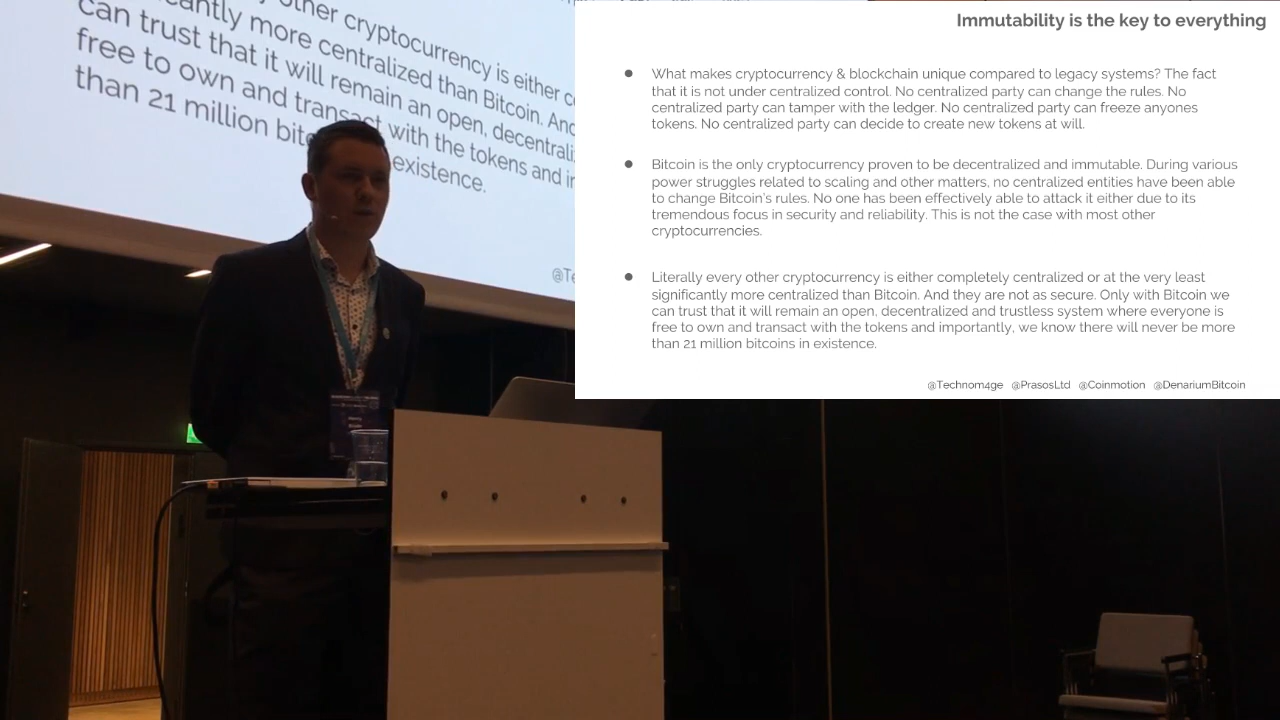 other cryptocurrency is either
cantly more centralized than Bitcoin. And
can trust that it will remain an open, decentrali
free to own and transact with the tokens and i
than 21 million bitc existence.
@Te
Immutability is the key to everything
● What makes cryptocurrency & blockchain unique compared to legacy systems? The fact
that it is not under centralized control. No centralized party can change the rules. No
centralized party can tamper with the ledger. No centralized party can freeze anyones
tokens. No centralized party can decide to create new tokens at will.
● Bitcoin is the only cryptocurrency proven to be decentralized and immutable. During various
power struggles related to scaling and other matters, no centralized entities have been able
to change Bitcoin's rules. No one has been effectively able to attack it either due to its
tremendous focus in security and reliability. This is not the case with most other
cryptocurrencies.
● Literally every other cryptocurrency is either completely centralized or at the very least
significantly more centralized than Bitcoin. And they are not as secure. Only with Bitcoin we
can trust that it will remain an open, decentralized and trustless system where everyone is
free to own and transact with the tokens and importantly, we know there will never be more
than 21 million bitcoins in existence.
@Technom4ge @PrasosLtd @Coinmotion @DenariumBitcoin